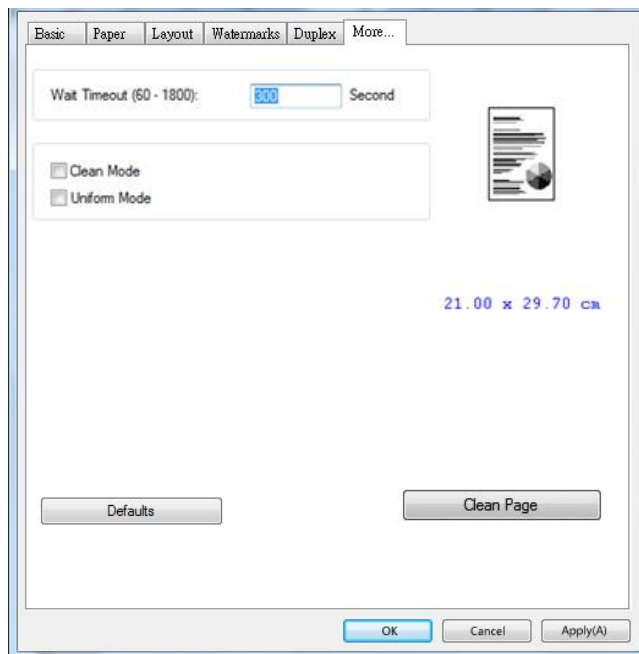 Basic Paper Layout Watermarks Duplex More...
Wait Timeout (60 - 1800): 300 Second
Clean Mode
Uniform Mode
21.00 x 29.70 cm
Defaults Clean Page
OK Cancel Apply(A)